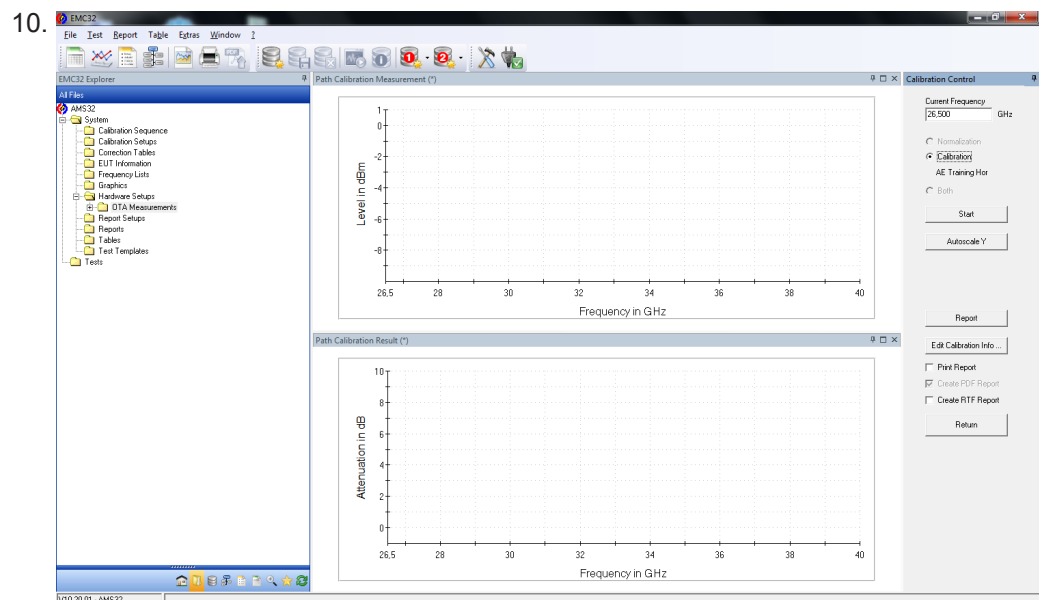 10.
EMC32
File Test Report Table Extras Window ?
EMC32 Explorer
All Files
AMS32
System
Calibration Sequence
Calibration Setups
Correction Tables
EUT Information
Frequency Lists
Graphics
Hardware Setups
OTA Measurements
Report Setups
Reports
Tables
Test Templates
Tests
Path Calibration Measurement (*)
Level in dBm
1
0
-2
-4
-6
-8
26,5 28 30 32 34 36 38 40
Frequency in GHz
Path Calibration Result (*)
Attenuation in dB
10
8
6
4
2
0
26,5 28 30 32 34 36 38 40
Frequency in GHz
Calibration Control
Current Frequency
26,500 GHz
Normalization
Calibration
AE Training Hor
Both
Start
Autoscale Y
Report
Edit Calibration Info ...
Print Report
Create PDF Report
Create RTF Report
Return
V10.20.01 - AMS32